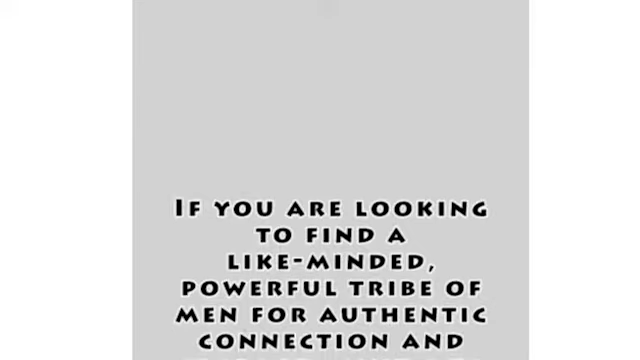 If you are looking
to find a
like-minded,
powerful tribe of
men for authentic
connection and